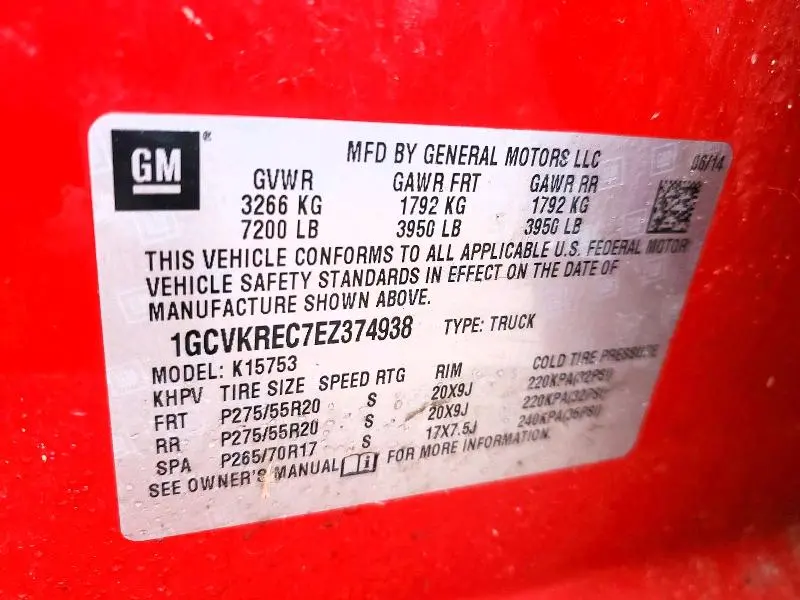 GM®
MFD BY GENERAL MOTORS LLC 06/14
GVWR GAWR FRT GAWR RR
3266 KG 1792 KG 1792 KG
7200 LB 3950 LB 3950 LB
THIS VEHICLE CONFORMS TO ALL APPLICABLE U.S. FEDERAL MOTOR
VEHICLE SAFETY STANDARDS IN EFFECT ON THE DATE OF
MANUFACTURE SHOWN ABOVE.
1GCVKREC7EZ374938 TYPE: TRUCK
MODEL: K15753
KHPV TIRE SIZE SPEED RTG RIM COLD TIRE PRESSURE
FRT P275/55R20 S 20X9J 220KPA(32PSI)
RR P275/55R20 S 20X9J 220KPA(32PSI)
SPA P265/70R17 S 17X7.5J 240KPA(35PSI)
SEE OWNER'S MANUAL FOR MORE INFORMATION.